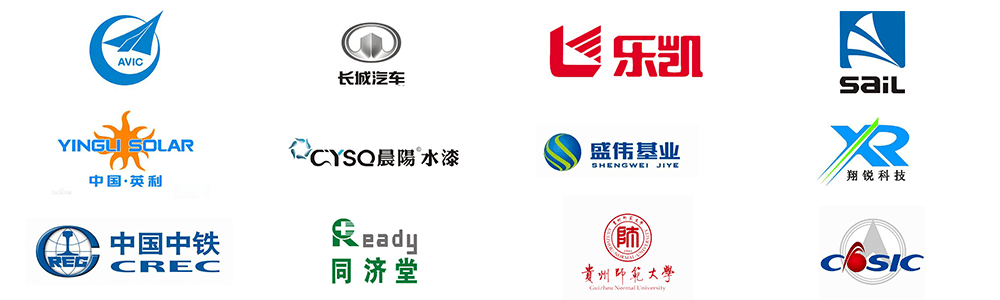 AVIC
长城汽车
乐凯
SAIL
YINGLI SOLAR
中国·英利
CYSQ晨陽®水漆
盛伟基业
SHENGWEI JIYE
XR
翔锐科技
CREC
中国中铁
CREC
Ready
同济堂
師
貴州师范大學
Guizhou Normal University
CASIC